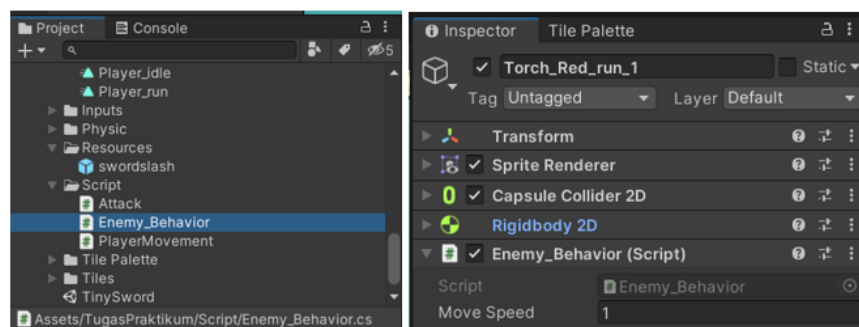 Project Console
5
Player_idle
Player_run
Inputs
Physic
Resources
swordslash
Script
Attack
Enemy_Behavior
PlayerMovement
Tile Palette
Tiles
TinySword
Assets/TugasPraktikum/Script/Enemy_Behavior.cs
Inspector Tile Palette
Torch_Red_run_1 Static
Tag Untagged Layer Default
Transform
Sprite Renderer
Capsule Collider 2D
Rigidbody 2D
Enemy_Behavior (Script)
Script Enemy_Behavior
Move Speed 1